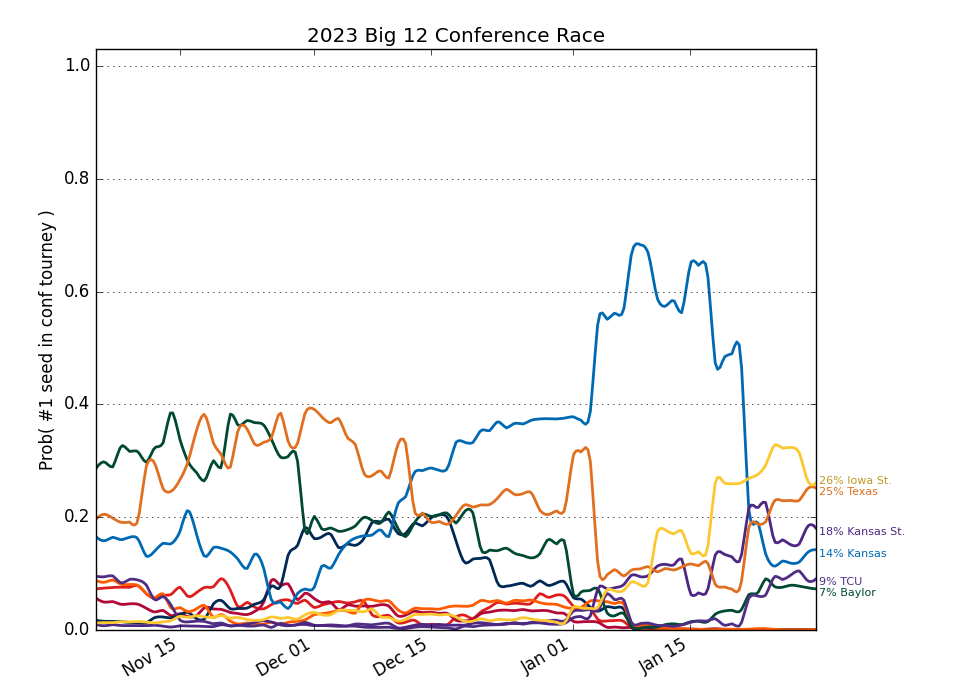 2023 Big 12 Conference Race
Prob( #1 seed in conf tourney )
1.0
0.8
0.6
0.4
0.2
0.0
Nov 15
Dec 01
Dec 15
Jan 01
Jan 15
26% Iowa St.
25% Texas
18% Kansas St.
14% Kansas
9% TCU
7% Baylor